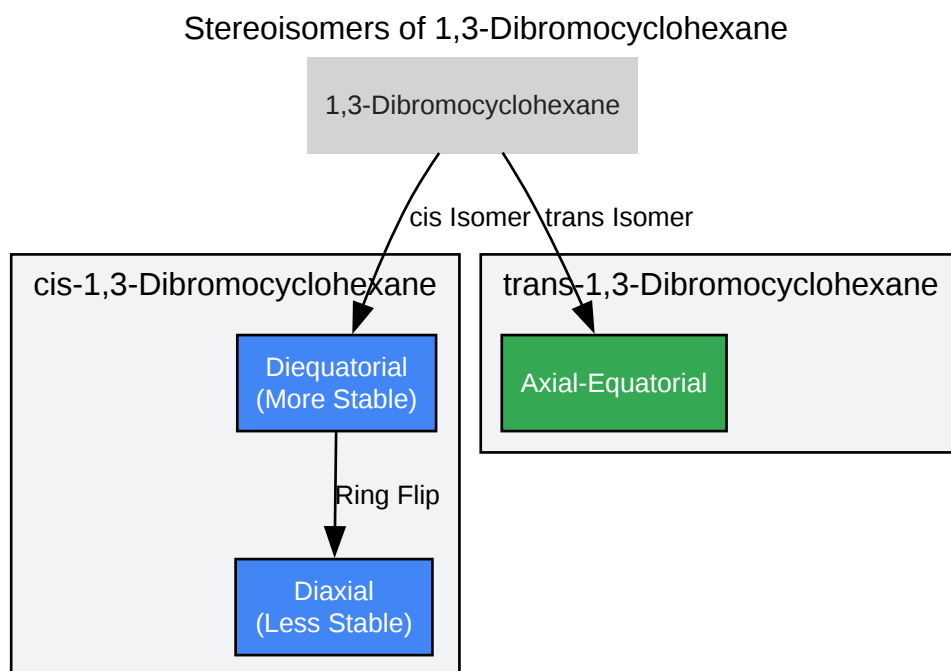 Stereoisomers of 1,3-Dibromocyclohexane
1,3-Dibromocyclohexane
cis Isomer
trans Isomer
cis-1,3-Dibromocyclohexane
trans-1,3-Dibromocyclohexane
Diequatorial
(More Stable)
Axial-Equatorial
Ring Flip
Diaxial
(Less Stable)